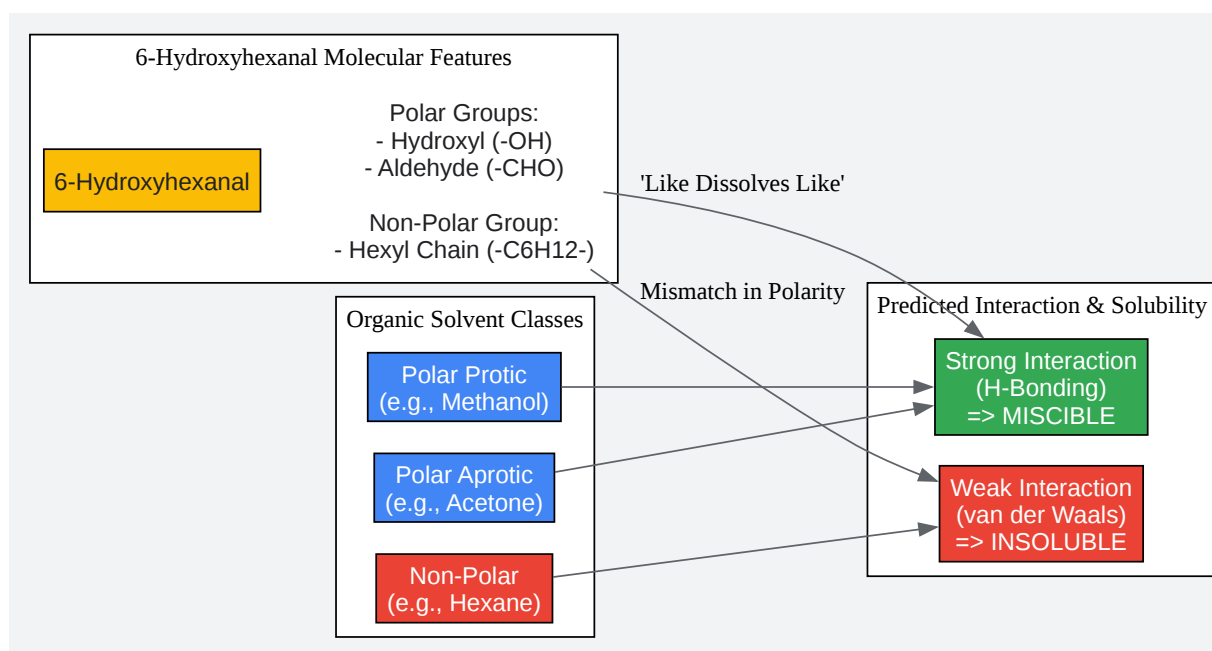 6-Hydroxyhexanal Molecular Features
6-Hydroxyhexanal
Polar Groups:
- Hydroxyl (-OH)
- Aldehyde (-CHO)
Non-Polar Group:
- Hexyl Chain (-C6H12-)
'Like Dissolves Like'
Mismatch in Polarity
Organic Solvent Classes
Polar Protic
(e.g., Methanol)
Polar Aprotic
(e.g., Acetone)
Non-Polar
(e.g., Hexane)
Predicted Interaction & Solubility
Strong Interaction
(H-Bonding)
=> MISCIBLE
Weak Interaction
(van der Waals)
=> INSOLUBLE